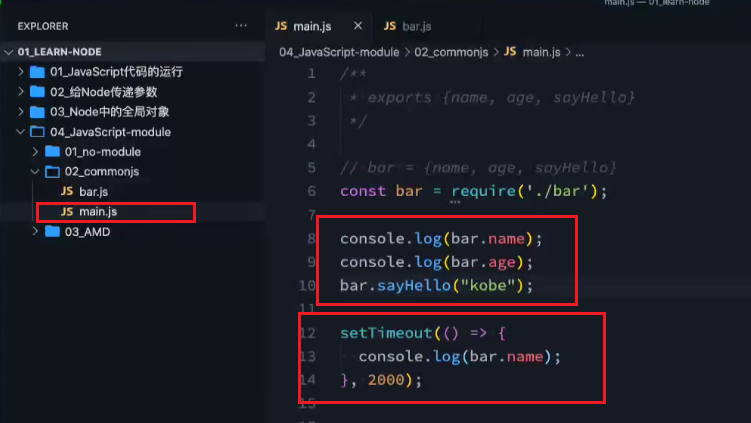 main.js — 01_learn-node
EXPLORER ...
JS main.js × JS bar.js
01_LEARN-NODE
04_JavaScript-module > 02_commonjs > JS main.js > ...
01_JavaScript代码的运行
02_给Node传递参数
03_Node中的全局对象
04_JavaScript-module
01_no-module
02_commonjs
JS bar.js
JS main.js
03_AMD
1 /**
2 * exports {name, age, sayHello}
3 */
4
5 // bar = {name, age, sayHello}
6 const bar = require('./bar');
7
8 console.log(bar.name);
9 console.log(bar.age);
10 bar.sayHello("kobe");
11
12 setTimeout(() => {
13 console.log(bar.name);
14 }, 2000);
15